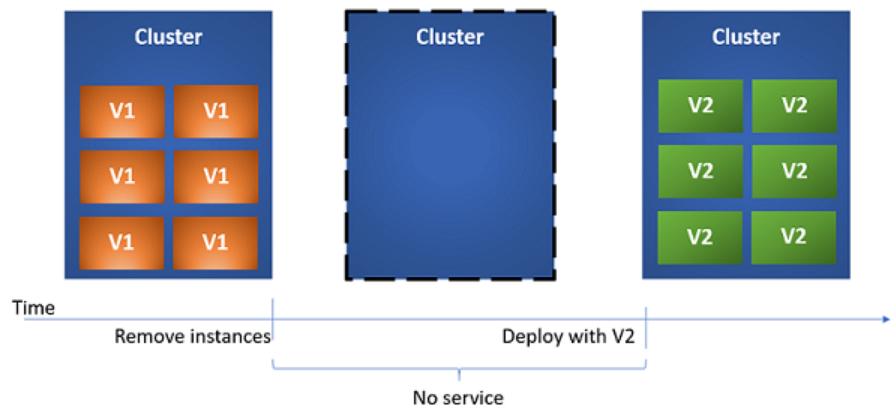 Cluster
V1 V1
V1 V1
V1 V1
Cluster
Cluster
V2 V2
V2 V2
V2 V2
Time
Remove instances
Deploy with V2
No service